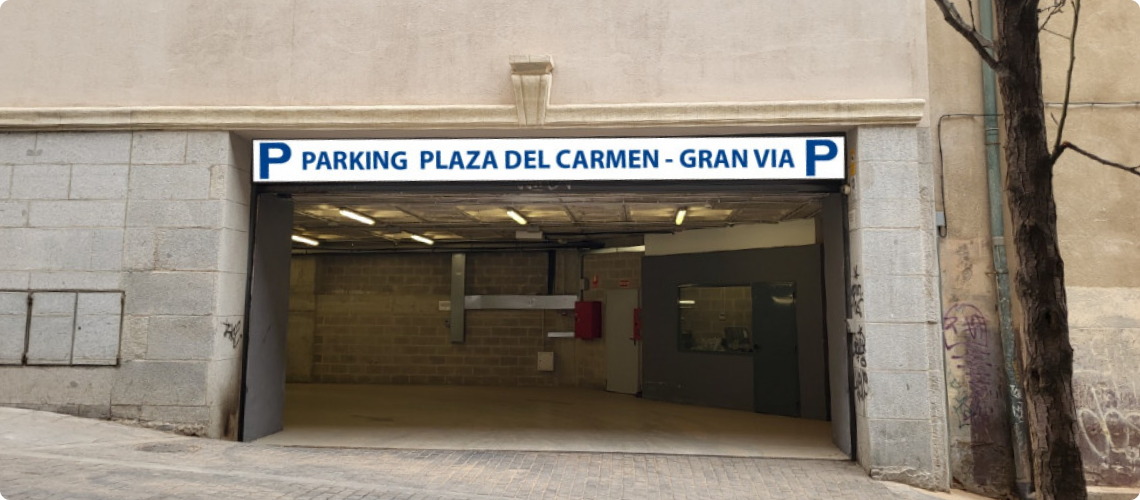 P PARKING PLAZA DEL CARMEN - GRAN VIA P